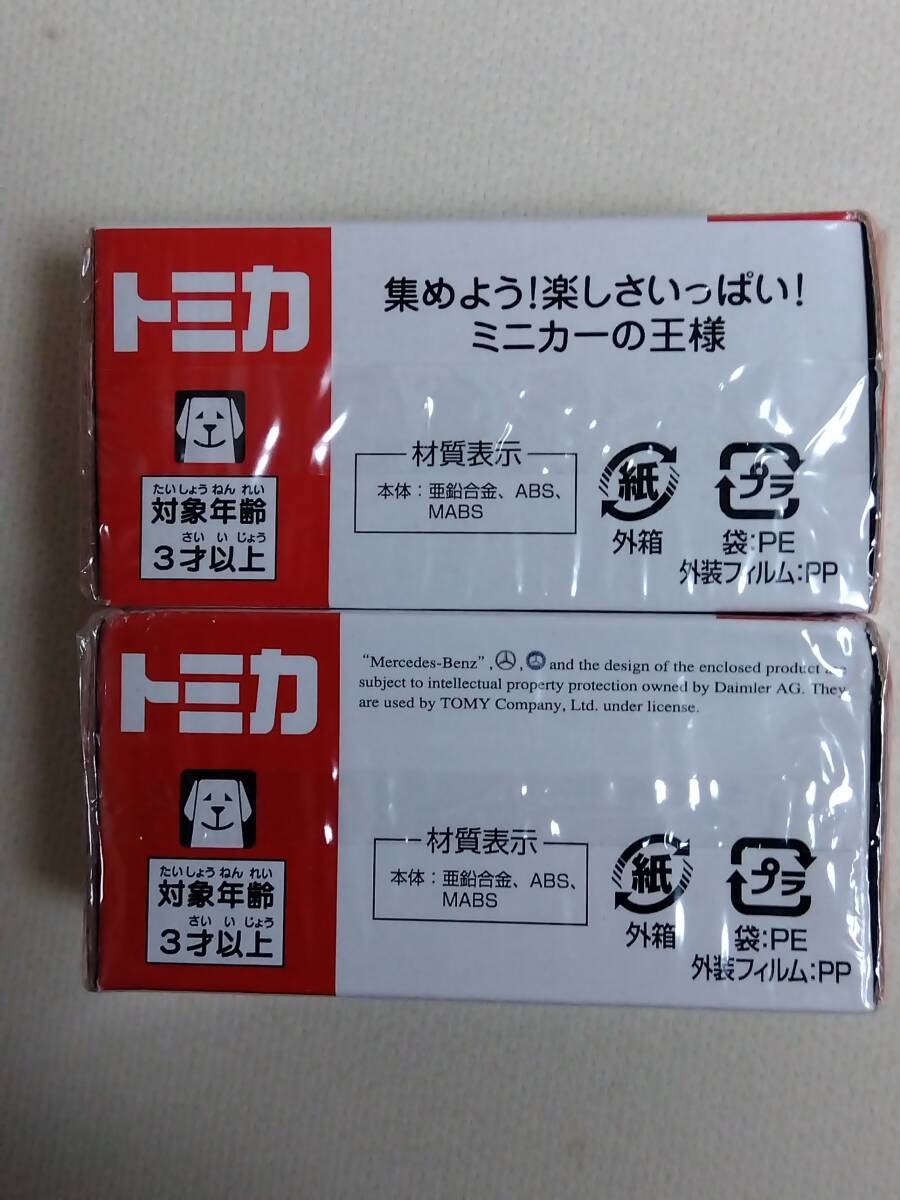 トミカ
集めよう!楽しさいっぱい!
ミニカーの王様
たいしょうねんれい
対象年齢
さいいじょう
3才以上
材質表示
本体:亜鉛合金、ABS、
MABS
紙
外箱
プラ
袋:PE
外装フィルム:PP
トミカ
"Mercedes-Benz", , and the design of the enclosed product are
subject to intellectual property protection owned by Daimler AG. They
are used by TOMY Company, Ltd. under license.
たいしょうねんれい
対象年齢
さいいじょう
3才以上
材質表示
本体:亜鉛合金、ABS、
MABS
紙
外箱
プラ
袋:PE
外装フィルム:PP